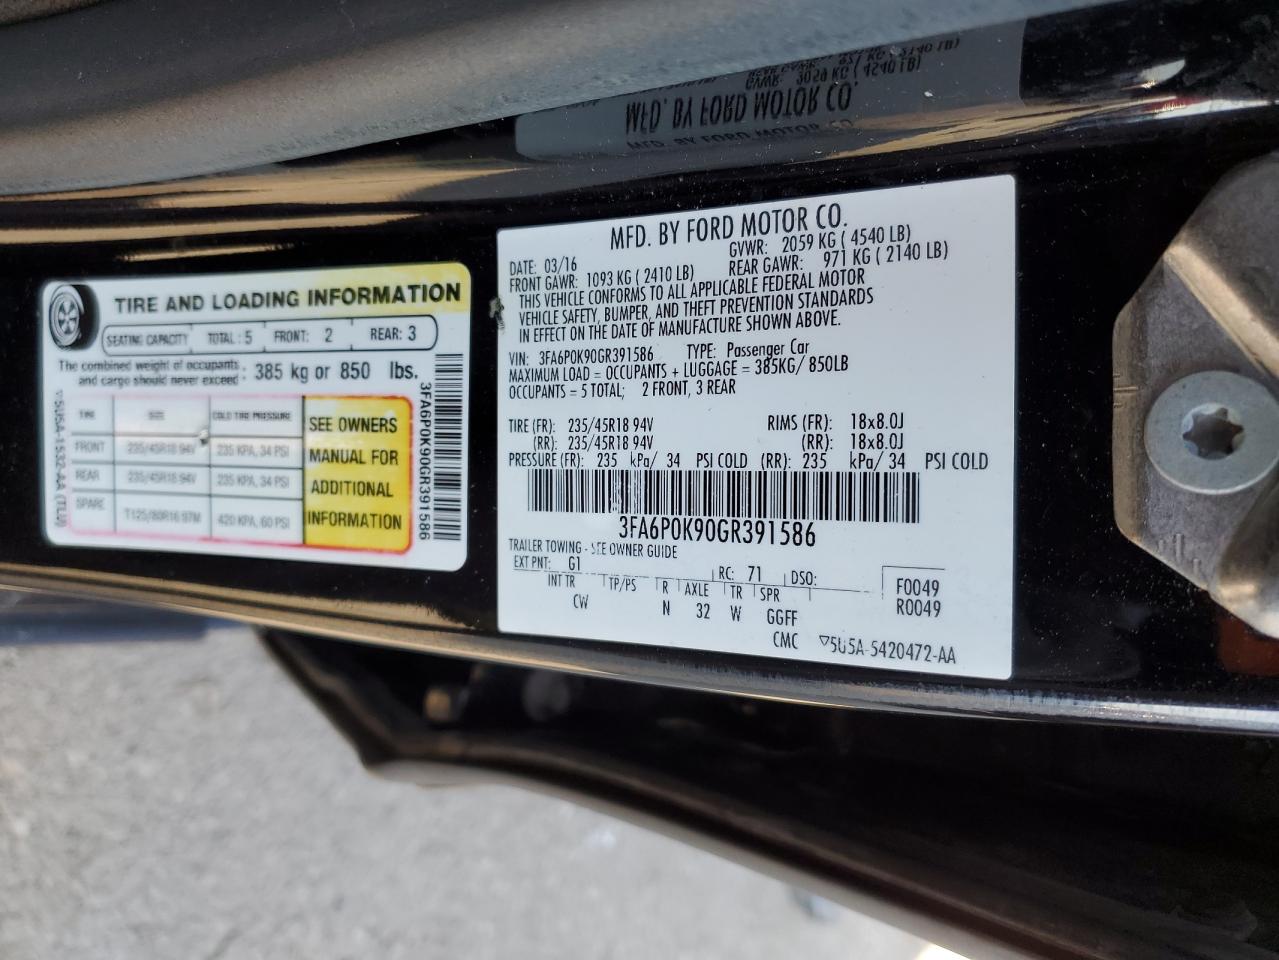 TIRE AND LOADING INFORMATION
SEATING CAPACITY TOTAL : 5 FRONT: 2 REAR: 3
The combined weight of occupants and cargo should never exceed : 385 kg or 850 lbs.
TIRE SIZE COLD TIRE PRESSURE
FRONT 235/45R18 94V 235 KPA, 34 PSI
REAR 235/45R18 94V 235 KPA, 34 PSI
SPARE T125/80R16 97M 420 KPA, 60 PSI
SEE OWNERS
MANUAL FOR
ADDITIONAL
INFORMATION
5U5A-1532-AA (TLU)
3FA6P0K90GR391586
MFD. BY FORD MOTOR CO.
DATE: 03/16 GVWR: 2059 KG ( 4540 LB)
FRONT GAWR: 1093 KG ( 2410 LB) REAR GAWR: 971 KG ( 2140 LB)
THIS VEHICLE CONFORMS TO ALL APPLICABLE FEDERAL MOTOR
VEHICLE SAFETY, BUMPER, AND THEFT PREVENTION STANDARDS
IN EFFECT ON THE DATE OF MANUFACTURE SHOWN ABOVE.
VIN: 3FA6P0K90GR391586 TYPE: Passenger Car
MAXIMUM LOAD = OCCUPANTS + LUGGAGE = 385KG/ 850LB
OCCUPANTS = 5 TOTAL; 2 FRONT, 3 REAR
TIRE (FR): 235/45R18 94V RIMS (FR): 18x8.0J
(RR): 235/45R18 94V (RR): 18x8.0J
PRESSURE (FR): 235 kPa/ 34 PSI COLD (RR): 235 kPa/ 34 PSI COLD
3FA6P0K90GR391586
TRAILER TOWING - SEE OWNER GUIDE
EXT PNT: G1 RC: 71 DSO: F0049
INT TR TP/PS R AXLE TR SPR R0049
CW N 32 W GGFF
CMC ▽5U5A-5420472-AA